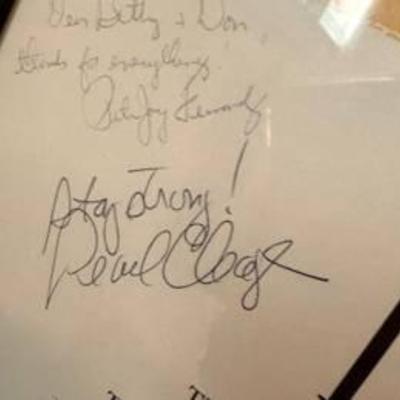 Dear Betty & Don,
thanks for everything!
Stay Strong!
Pearl Cleage